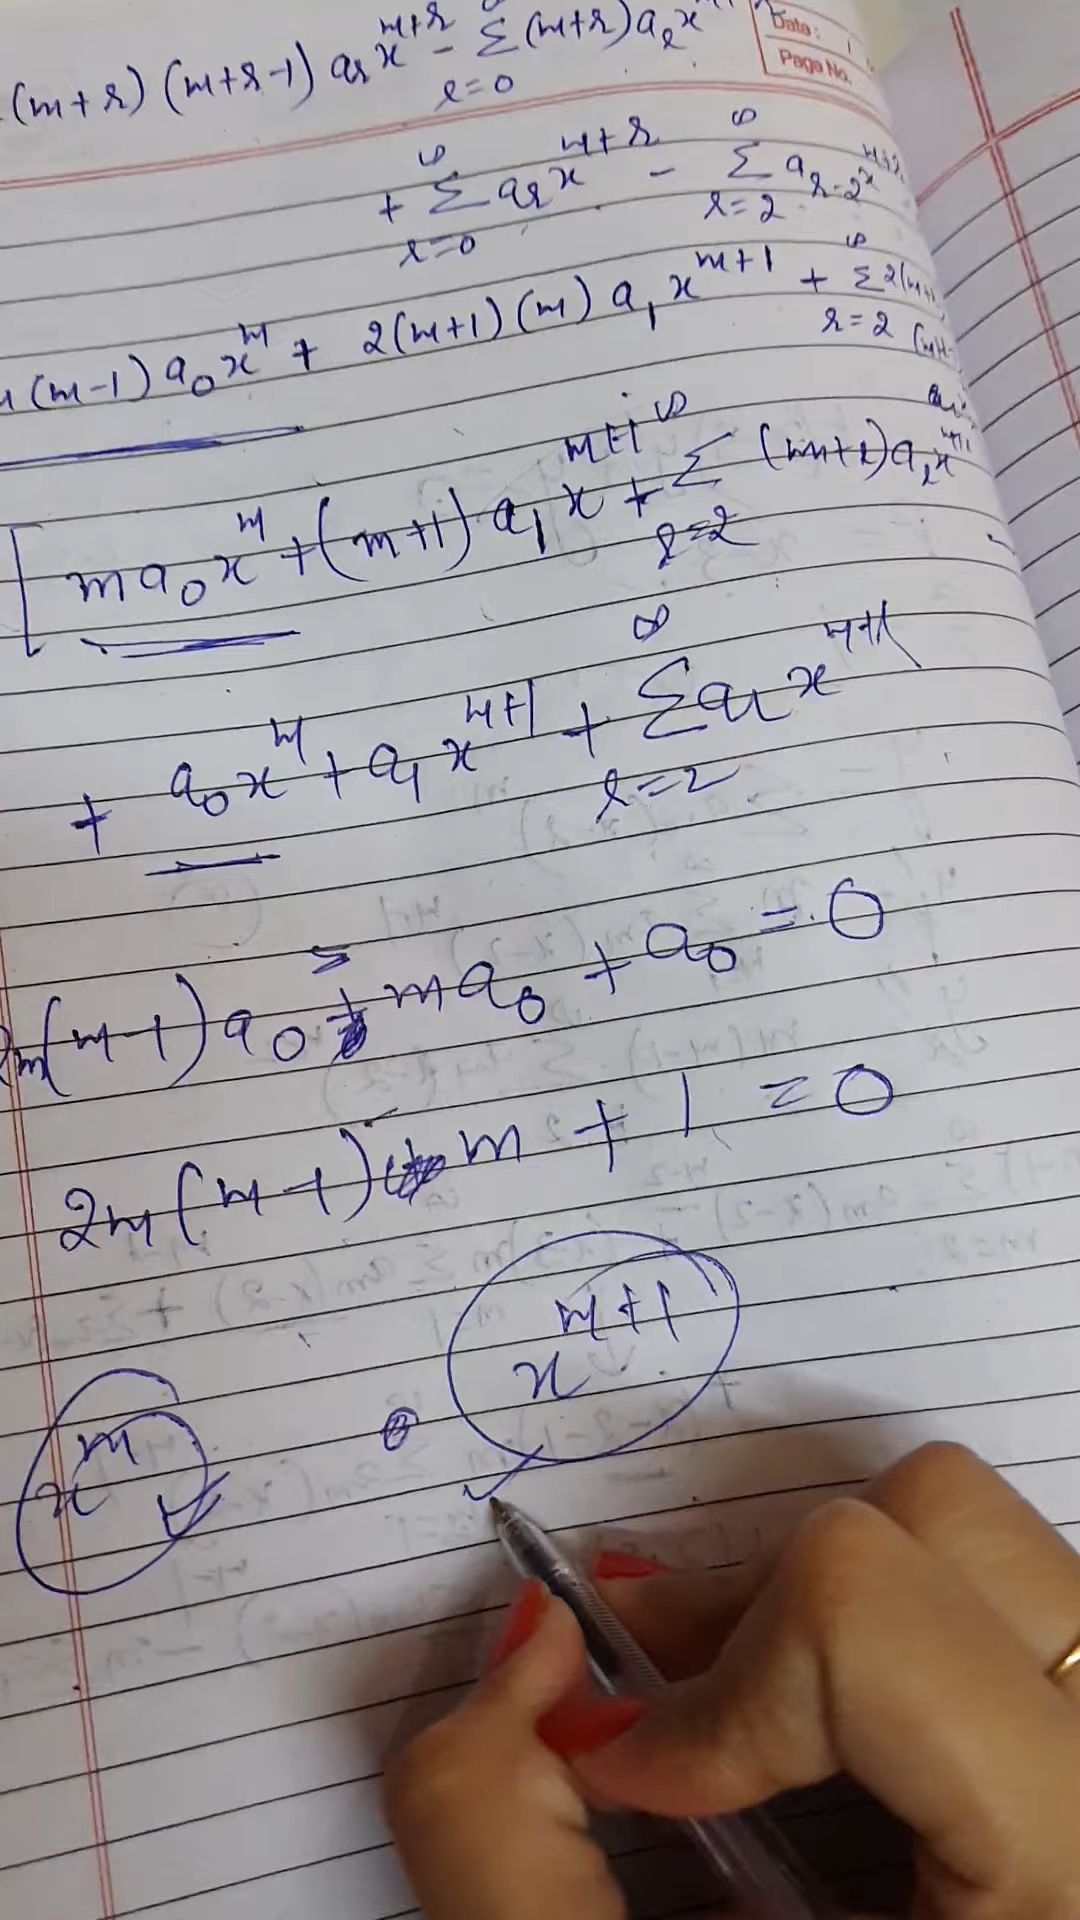 Date:
Page No.
(m+r)(m+r-1) a_r x^{m+r} - Σ_{r=0} (m+r) a_r x
+ Σ_{r=0}^{∞} a_r x^{m+r} - Σ_{r=2}^{∞} a_{r-2} x^{m+r}
(m-1) a_0 x^m + 2(m+1)(m) a_1 x^{m+1} + Σ_{r=2}^{∞} 2(m+
[ m a_0 x^m + (m+1) a_1 x^{m+1} + Σ_{r=2}^{∞} (m+r) a_r x^{m+r}
+ a_0 x^m + a_1 x^{m+1} + Σ_{r=2}^{∞} a_r x^{m+r}
2m(m-1) a_0 - m a_0 + a_0 = 0
2m(m-1) - m + 1 = 0
x^m x^{m+1}